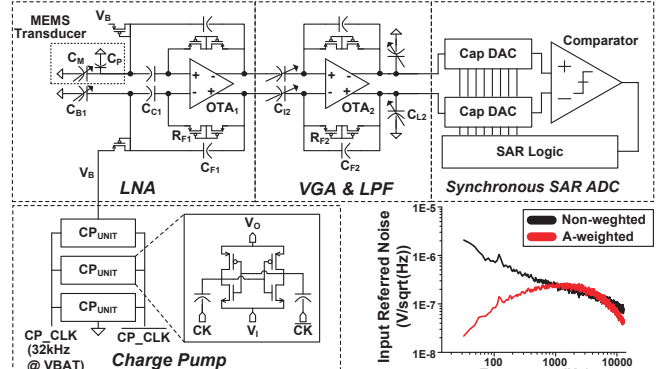 MEMS
Transducer
V_B
C_M
C_P
C_B1
C_C1
+
-
-
+
OTA_1
R_F1
C_F1
V_B
LNA
C_I2
+
-
-
+
OTA_2
R_F2
C_F2
C_L2
VGA & LPF
Cap DAC
Cap DAC
Comparator
+
−
SAR Logic
Synchronous SAR ADC
CP_UNIT
CP_UNIT
CP_UNIT
CP_CLK
(32kHz
@ VBAT)
CP_CLK
V_O
CK
V_I
CK
Charge Pump
Input Referred Noise
(V/sqrt(Hz))
1E-5
1E-6
1E-7
1E-8
Non-weghted
A-weighted
100
1000
10000